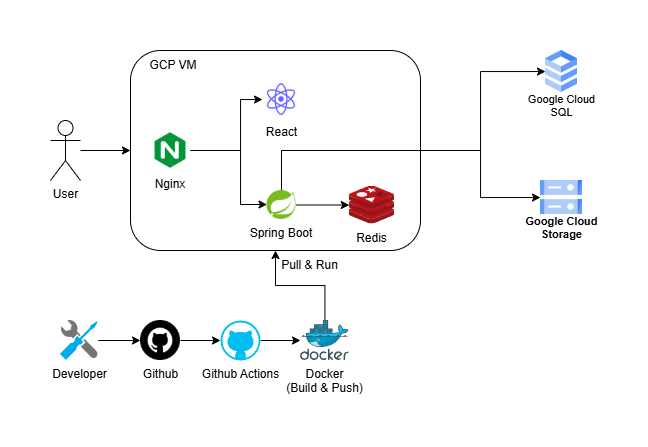 GCP VM
React
User
Nginx
Spring Boot
Redis
Google Cloud
SQL
Google Cloud
Storage
Pull & Run
docker
Developer
Github
Github Actions
Docker
(Build & Push)